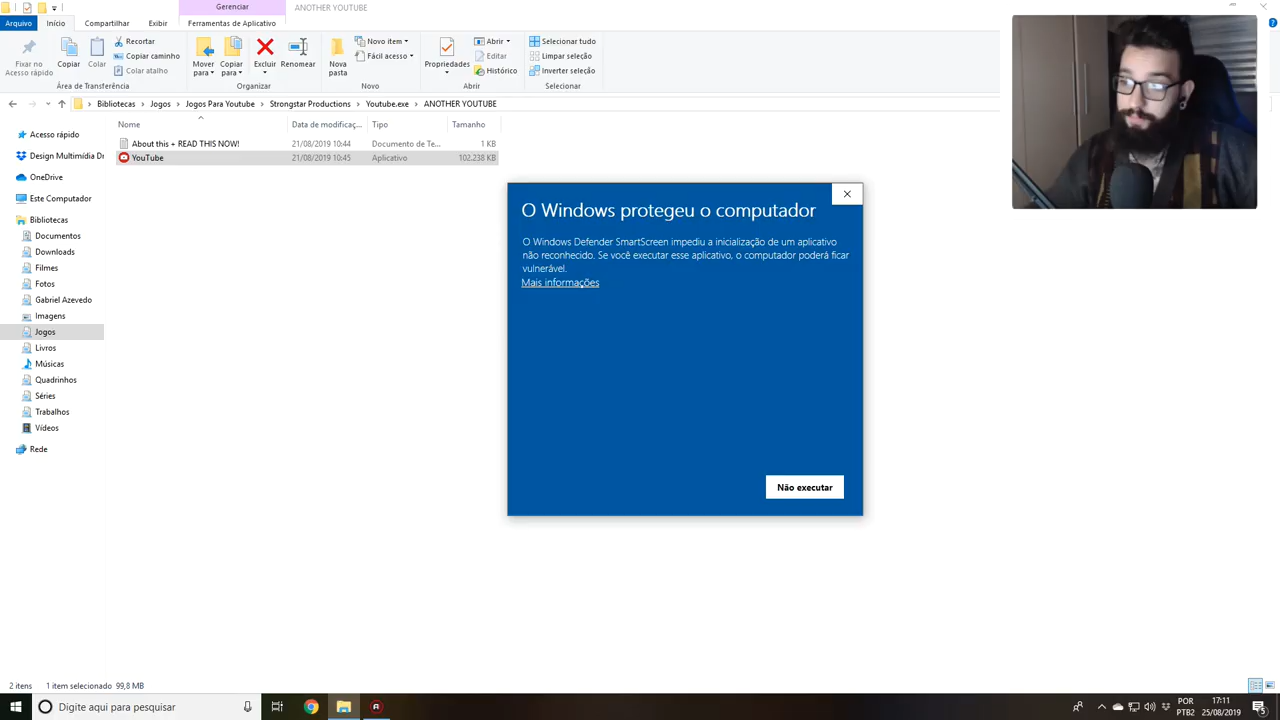 Gerenciar
ANOTHER YOUTUBE
Arquivo
Início
Compartilhar
Exibir
Ferramentas de Aplicativo
Fixar no
Acesso rápido
Copiar
Colar
Recortar
Copiar caminho
Colar atalho
Área de Transferência
Mover
para
Copiar
para
Excluir
Renomear
Organizar
Nova
pasta
Novo item
Fácil acesso
Novo
Propriedades
Abrir
Editar
Histórico
Abrir
Selecionar tudo
Limpar seleção
Inverter seleção
Selecionar
Bibliotecas
Jogos
Jogos Para Youtube
Strongstar Productions
Youtube.exe
ANOTHER YOUTUBE
Nome
Data de modificaç...
Tipo
Tamanho
About this + READ THIS NOW!
21/08/2019 10:44
Documento de Te...
1 KB
YouTube
21/08/2019 10:45
Aplicativo
102.238 KB
Acesso rápido
Design Multimídia Dr
OneDrive
Este Computador
Bibliotecas
Documentos
Downloads
Filmes
Fotos
Gabriel Azevedo
Imagens
Jogos
Livros
Músicas
Quadrinhos
Séries
Trabalhos
Vídeos
Rede
O Windows protegeu o computador
O Windows Defender SmartScreen impediu a inicialização de um aplicativo
não reconhecido. Se você executar esse aplicativo, o computador poderá ficar
vulnerável.
Mais informações
Não executar
2 itens
1 item selecionado 99,8 MB
Digite aqui para pesquisar
POR
PTB2
17:11
25/08/2019
5